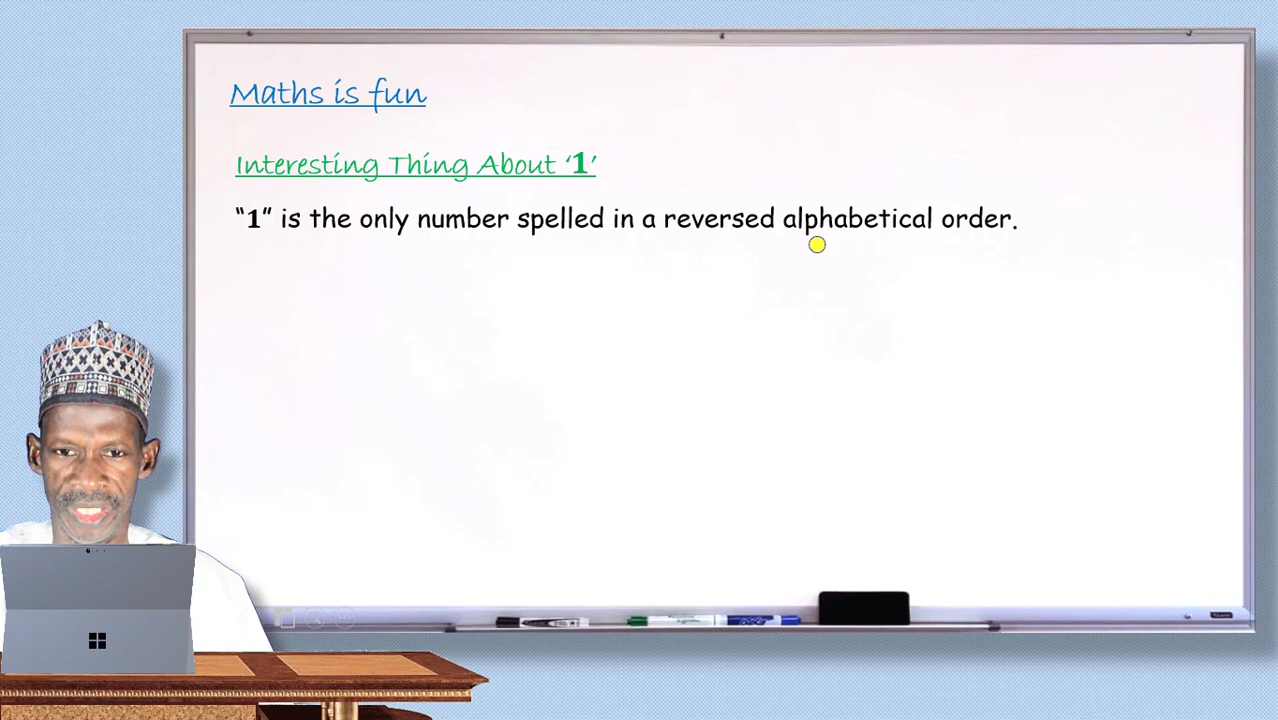 Maths is fun
Interesting Thing About ‘1’
“1” is the only number spelled in a reversed alphabetical order.